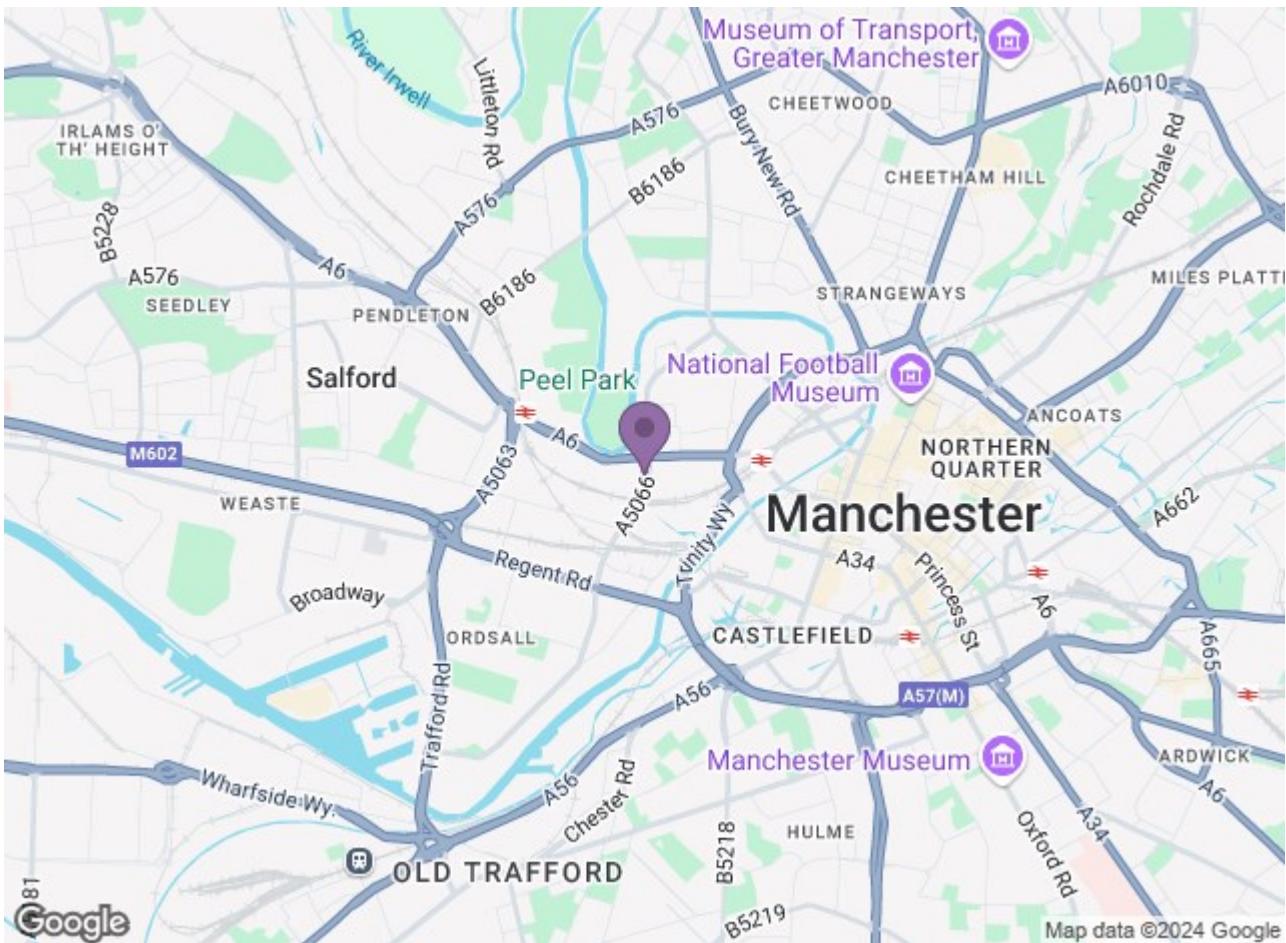 Museum of Transport,
Greater Manchester
River Irwell
Littleton Rd
CHEETWOOD
A6010
IRLAMS O'
TH' HEIGHT
A576
Bury New Rd
Rochdale Rd
B6186
CHEETHAM HILL
B5228
A576
A6
A576
SEEDLEY
B6186
PENDLETON
STRANGEWAYS
MILES PLATTI
Salford
Peel Park
National Football
Museum
ANCOATS
A6
NORTHERN
QUARTER
M602
A5063
A5066
WEASTE
Manchester
A662
Trinity Wy
A34
Princess St
Regent Rd
Broadway
A6
ORDSALL
CASTLEFIELD
A665
Trafford Rd
A56
A57(M)
Manchester Museum
ARDWICK
Wharfside Wy.
A56
Chester Rd
A6
B5218
HULME
Oxford Rd
A34
OLD TRAFFORD
081
B5219
Google
Map data ©2024 Google